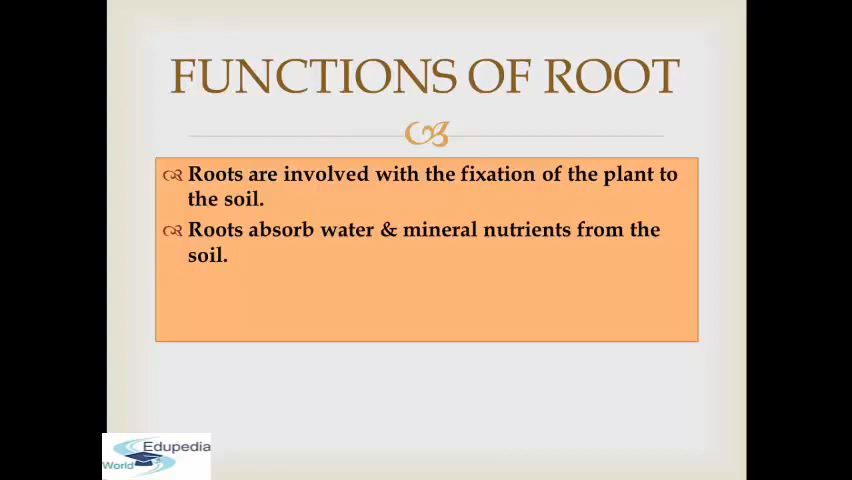 FUNCTIONS OF ROOT
Roots are involved with the fixation of the plant to
the soil.
Roots absorb water & mineral nutrients from the
soil.
Edupedia
World